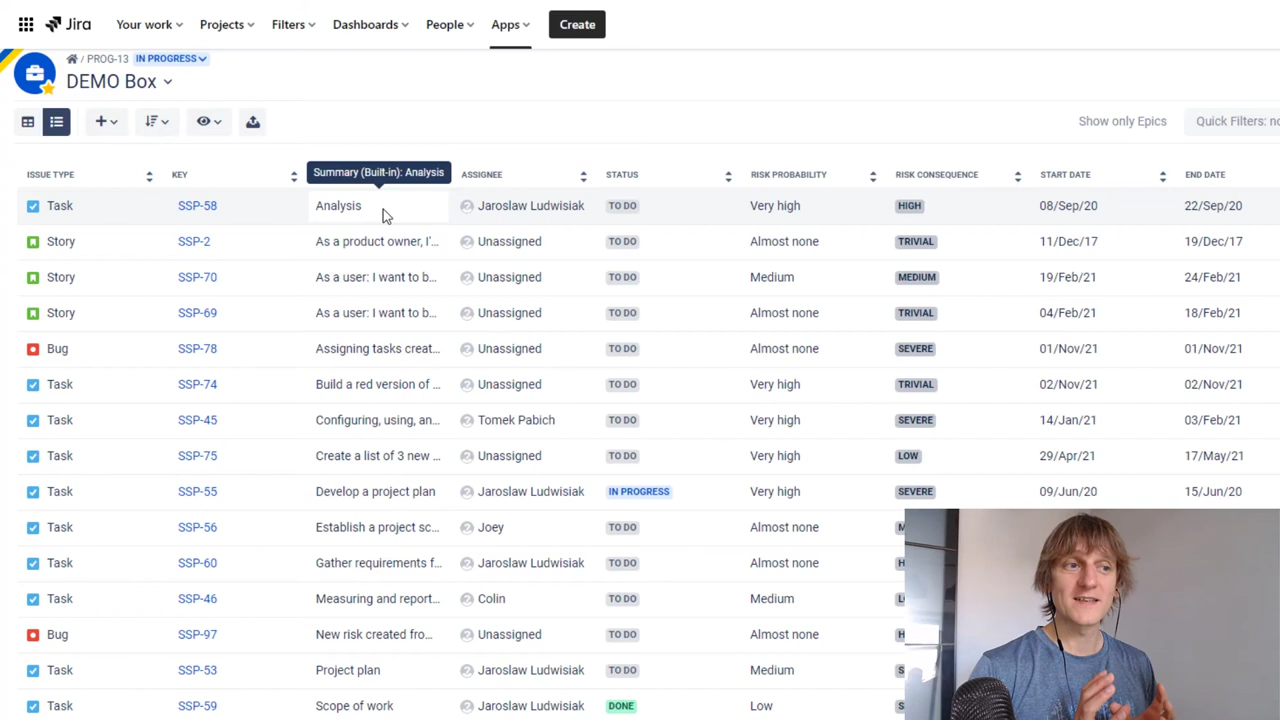 Jira Your work Projects Filters Dashboards People Apps Create
/ PROG-13 IN PROGRESS
DEMO Box
Show only Epics Quick Filters:
Summary (Built-in): Analysis
ISSUE TYPE KEY ASSIGNEE STATUS RISK PROBABILITY RISK CONSEQUENCE START DATE END DATE
Task SSP-58 Analysis Jaroslaw Ludwisiak TO DO Very high HIGH 08/Sep/20 22/Sep/20
Story SSP-2 As a product owner, I'... Unassigned TO DO Almost none TRIVIAL 11/Dec/17 19/Dec/17
Story SSP-70 As a user: I want to b... Unassigned TO DO Medium MEDIUM 19/Feb/21 24/Feb/21
Story SSP-69 As a user: I want to b... Unassigned TO DO Almost none TRIVIAL 04/Feb/21 18/Feb/21
Bug SSP-78 Assigning tasks creat... Unassigned TO DO Almost none SEVERE 01/Nov/21 01/Nov/21
Task SSP-74 Build a red version of ... Unassigned TO DO Very high TRIVIAL 02/Nov/21 02/Nov/21
Task SSP-45 Configuring, using, an... Tomek Pabich TO DO Very high SEVERE 14/Jan/21 03/Feb/21
Task SSP-75 Create a list of 3 new ... Unassigned TO DO Very high LOW 29/Apr/21 17/May/21
Task SSP-55 Develop a project plan Jaroslaw Ludwisiak IN PROGRESS Very high SEVERE 09/Jun/20 15/Jun/20
Task SSP-56 Establish a project sc... Joey TO DO Almost none
Task SSP-60 Gather requirements f... Jaroslaw Ludwisiak TO DO Almost none
Task SSP-46 Measuring and report... Colin TO DO Medium
Bug SSP-97 New risk created fro... Unassigned TO DO Almost none
Task SSP-53 Project plan Jaroslaw Ludwisiak TO DO Medium
Task SSP-59 Scope of work Jaroslaw Ludwisiak DONE Low